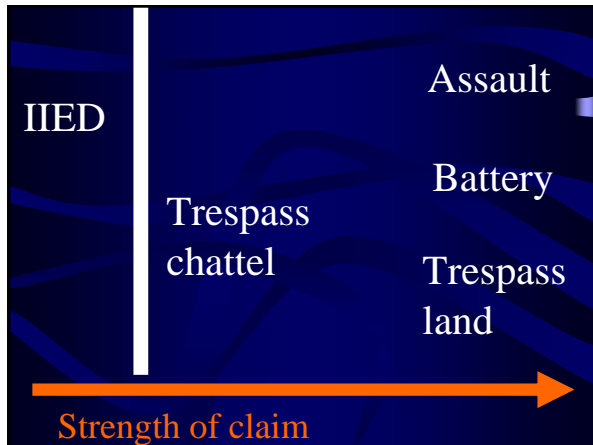 IIED
Assault
Battery
Trespass
chattel
Trespass
land
Strength of claim